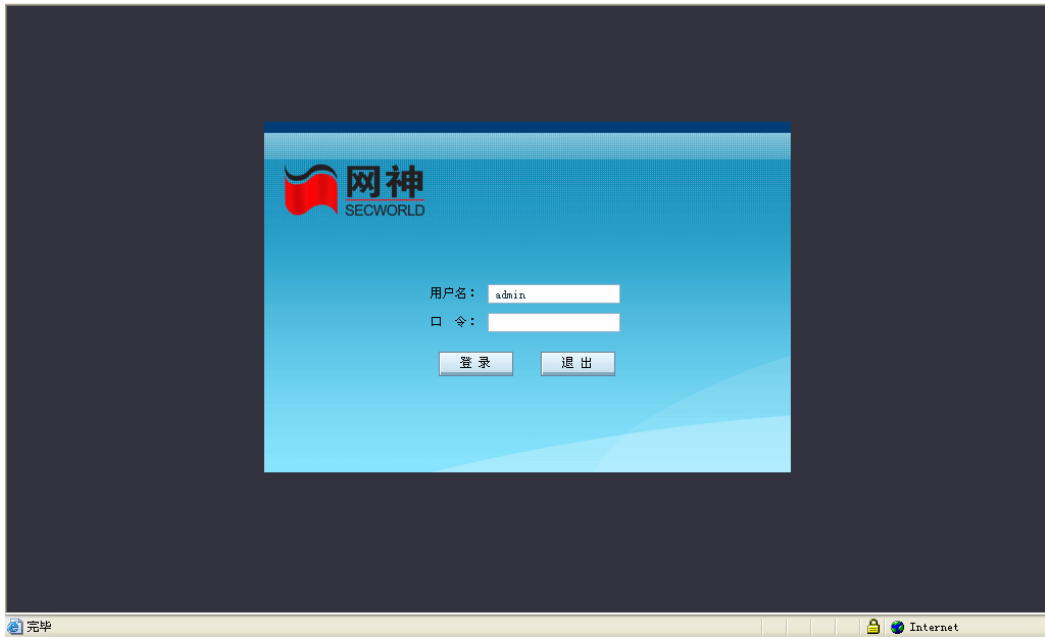 网神
SECWORLD
用户名： admin
口 令：
登 录 退 出
完毕 Internet